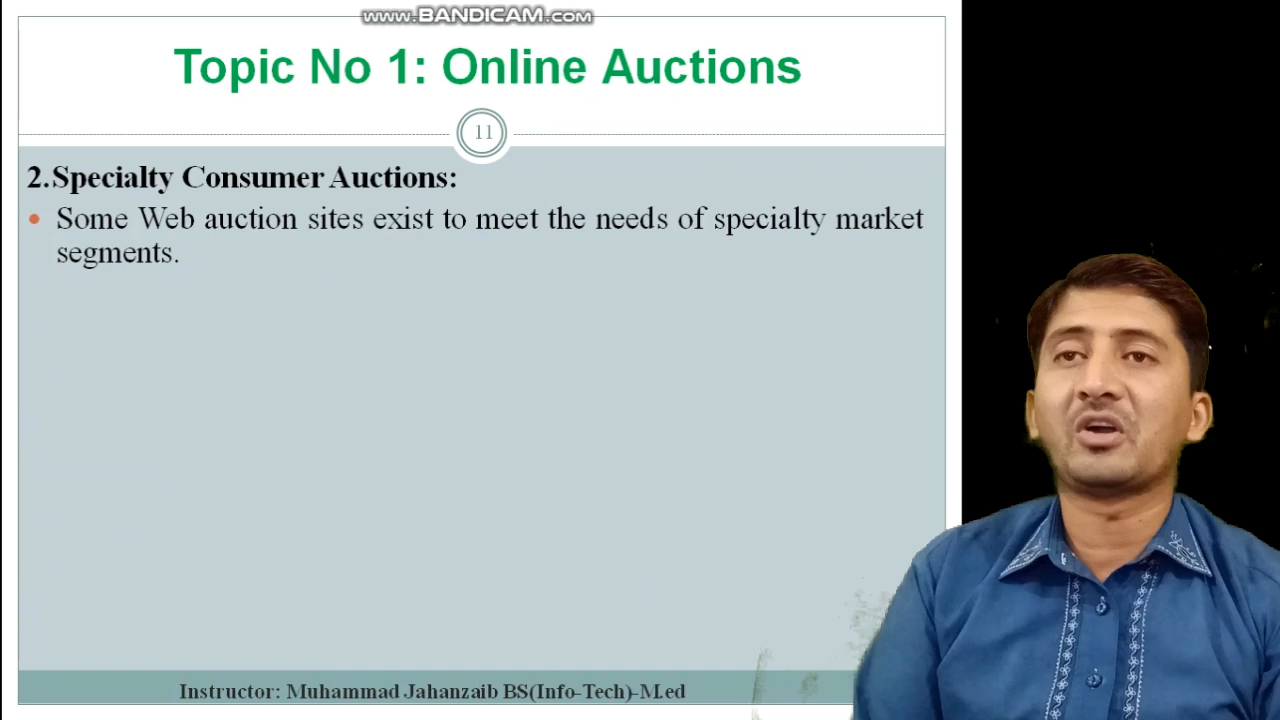 www.BANDICAM.com
Topic No 1: Online Auctions
11
2.Specialty Consumer Auctions:
• Some Web auction sites exist to meet the needs of specialty market
segments.
Instructor: Muhammad Jahanzaib BS(Info-Tech)-M.ed